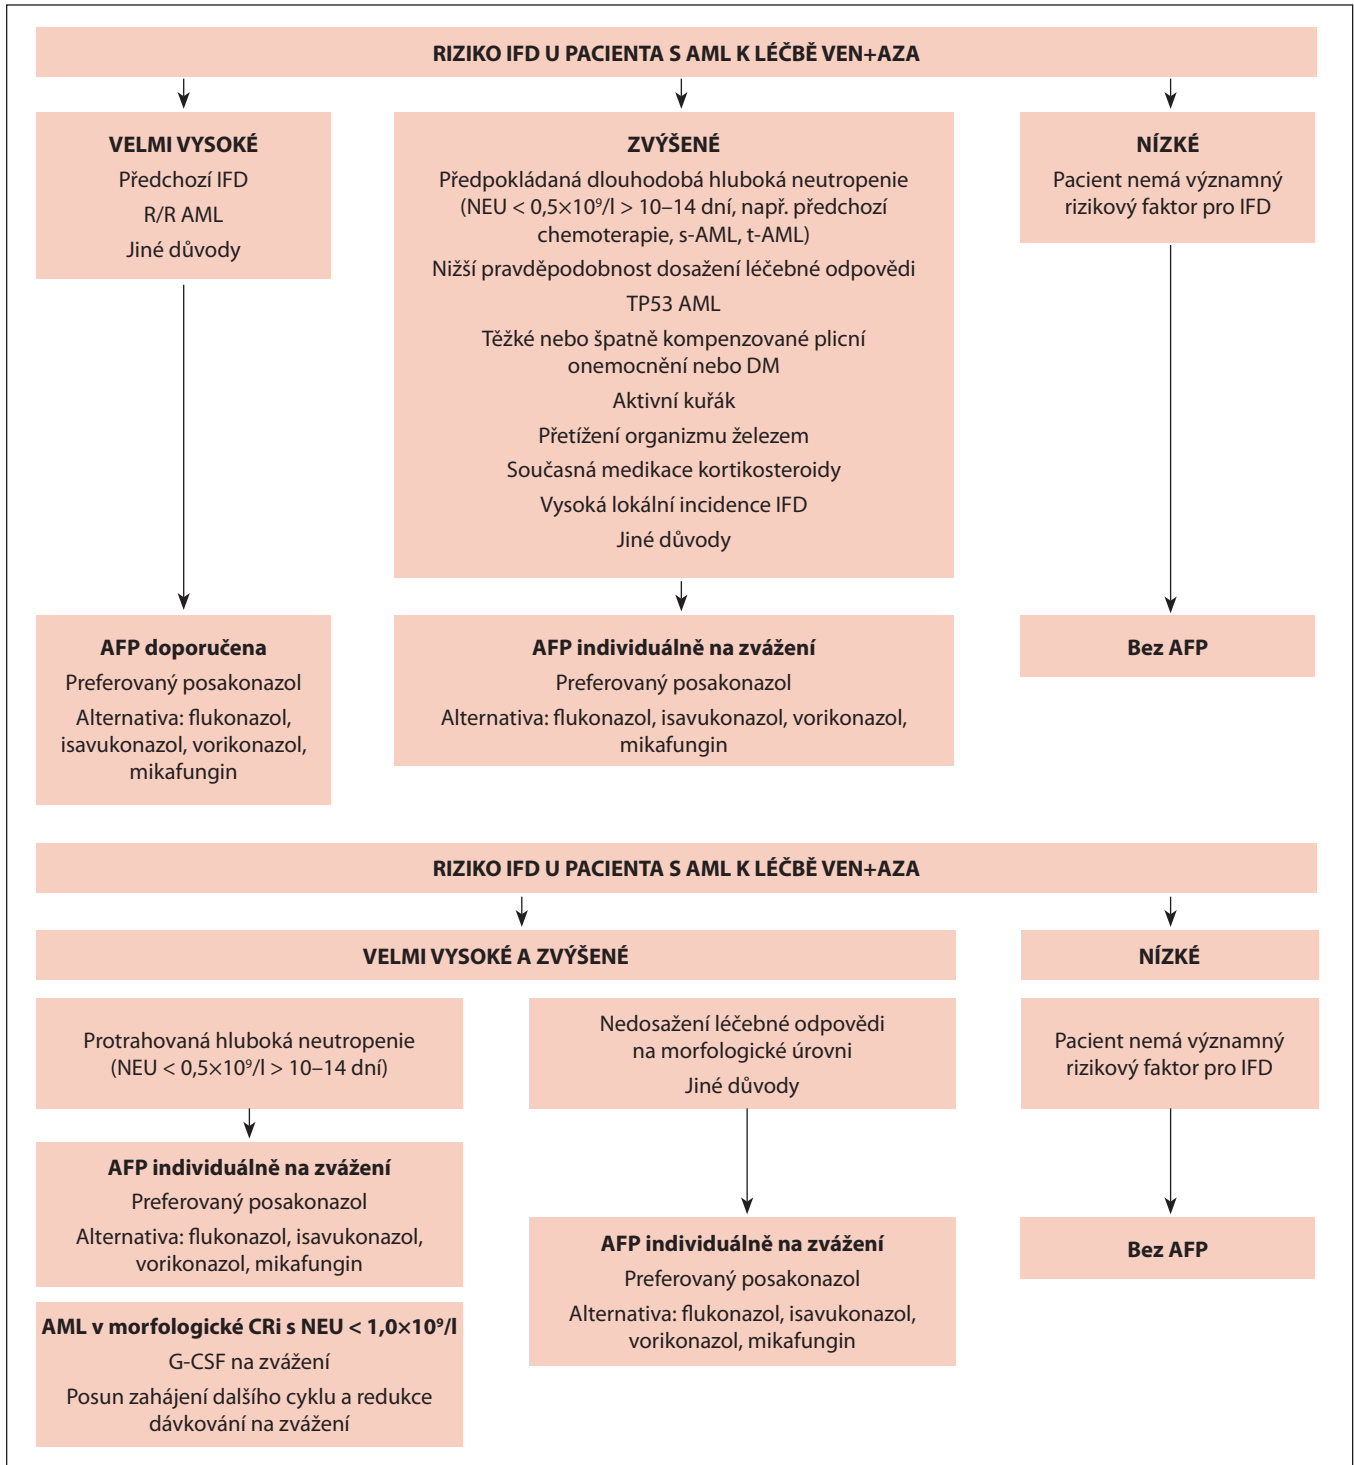 RIZIKO IFD U PACIENTA S AML K LÉČBĚ VEN+AZA
VELMI VYSOKÉ
Předchozí IFD
R/R AML
Jiné důvody
ZVÝŠENÉ
Předpokládaná dlouhodobá hluboká neutropenie
(NEU < 0,5×10⁹/l > 10–14 dní, např. předchozí
chemoterapie, s-AML, t-AML)
Nižší pravděpodobnost dosažení léčebné odpovědi
TP53 AML
Těžké nebo špatně kompenzované plicní
onemocnění nebo DM
Aktivní kuřák
Přetížení organizmu železem
Současná medikace kortikosteroidy
Vysoká lokální incidence IFD
Jiné důvody
NÍZKÉ
Pacient nemá významný
rizikový faktor pro IFD
AFP doporučena
Preferovaný posakonazol
Alternativa: flukonazol,
isavukonazol, vorikonazol,
mikafungin
AFP individuálně na zvážení
Preferovaný posakonazol
Alternativa: flukonazol, isavukonazol, vorikonazol,
mikafungin
Bez AFP
RIZIKO IFD U PACIENTA S AML K LÉČBĚ VEN+AZA
VELMI VYSOKÉ A ZVÝŠENÉ
NÍZKÉ
Protrahovaná hluboká neutropenie
(NEU < 0,5×10⁹/l > 10–14 dní)
Nedosažení léčebné odpovědi
na morfologické úrovni
Jiné důvody
Pacient nemá významný
rizikový faktor pro IFD
AFP individuálně na zvážení
Preferovaný posakonazol
Alternativa: flukonazol, isavukonazol,
vorikonazol, mikafungin
AFP individuálně na zvážení
Preferovaný posakonazol
Alternativa: flukonazol, isavukonazol,
vorikonazol, mikafungin
Bez AFP
AML v morfologické CRi s NEU < 1,0×10⁹/l
G-CSF na zvážení
Posun zahájení dalšího cyklu a redukce
dávkování na zvážení